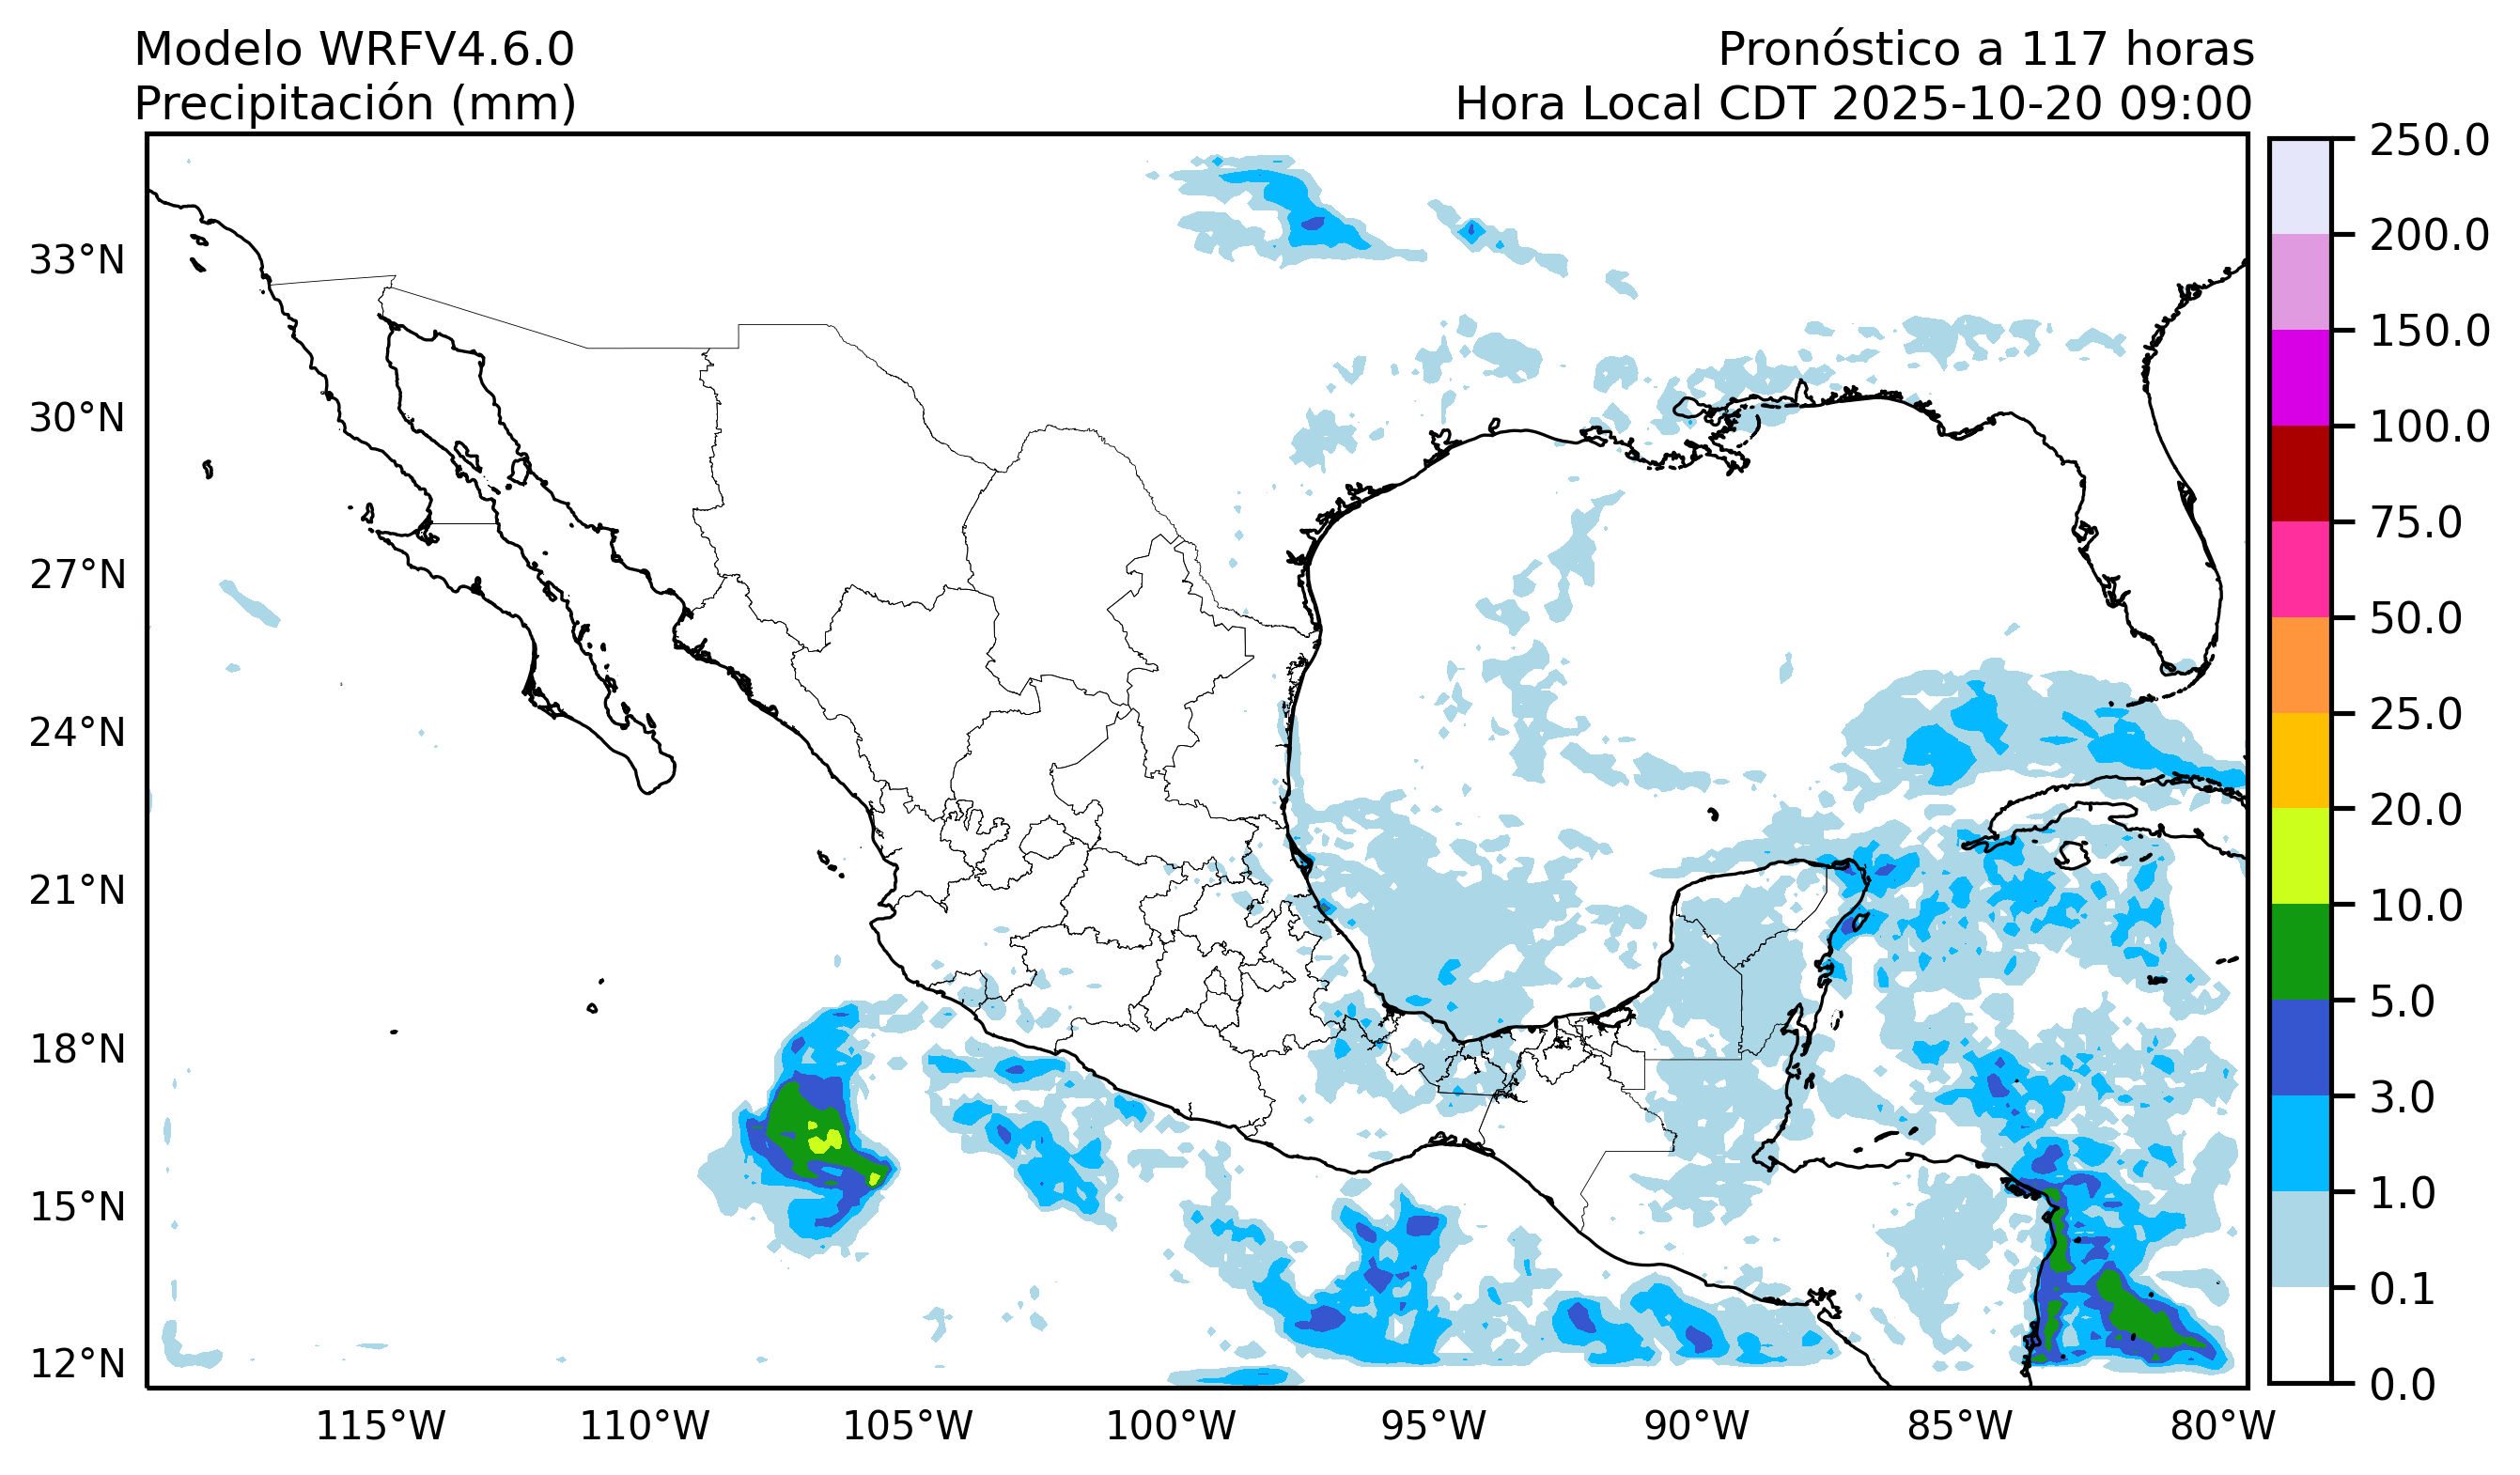 Modelo WRFV4.6.0
Precipitación (mm)
Pronóstico a 117 horas
Hora Local CDT 2025-10-20 09:00
33°N
30°N
27°N
24°N
21°N
18°N
15°N
12°N
115°W
110°W
105°W
100°W
95°W
90°W
85°W
80°W
250.0
200.0
150.0
100.0
75.0
50.0
25.0
20.0
10.0
5.0
3.0
1.0
0.1
0.0